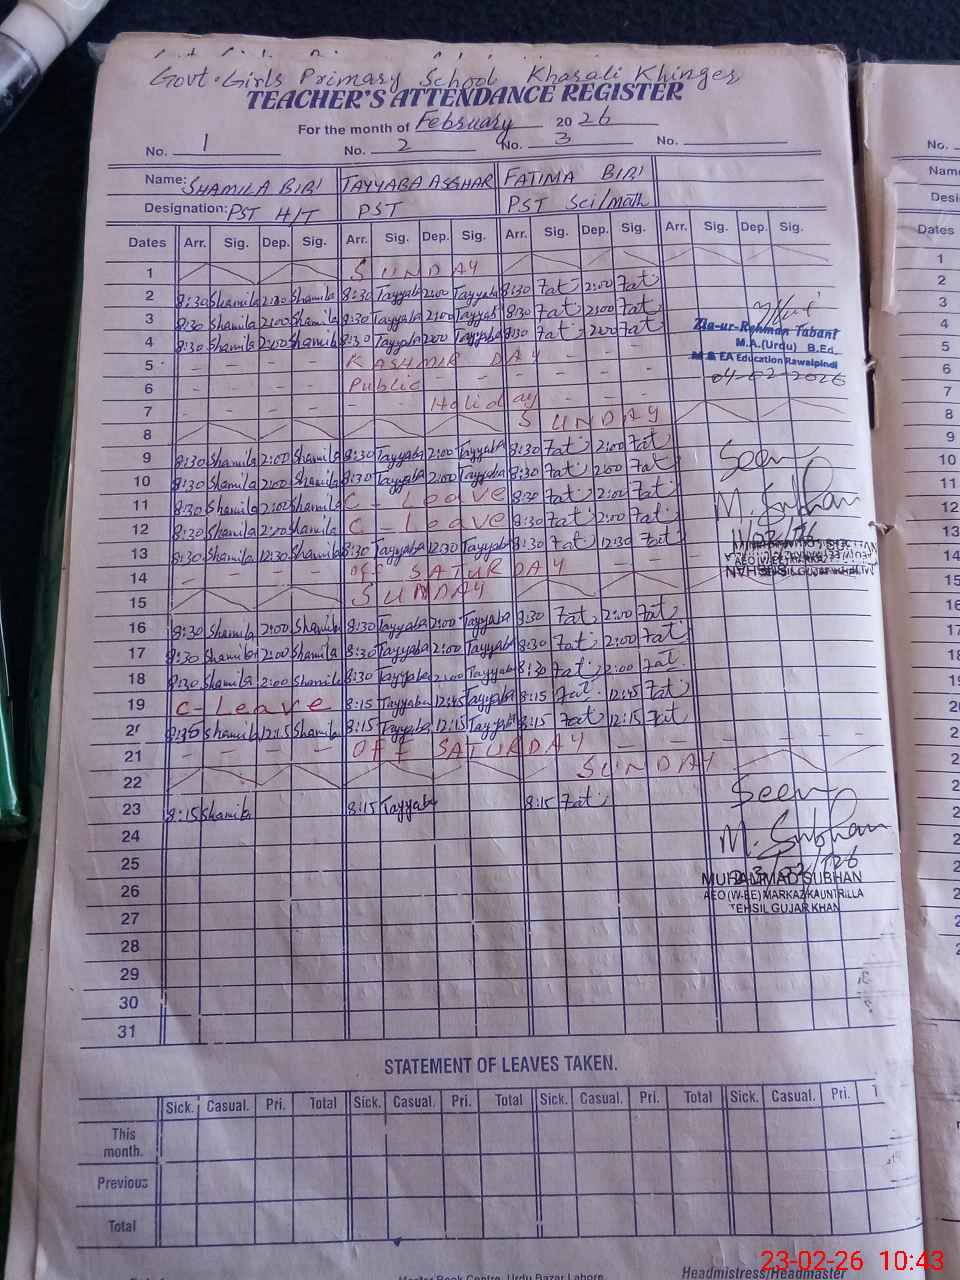 Govt. Girls Primary School Khasali Khinger
TEACHER'S ATTENDANCE REGISTER
For the month of February 2026
No. 1 No. 2 No. 3 No.
Name: SHAMILA BIBI TAYYABA ASGHAR FATIMA BIBI
Designation: PST H/T PST PST Sci/math
Dates Arr. Sig. Dep. Sig. Arr. Sig. Dep. Sig. Arr. Sig. Dep. Sig. Arr. Sig. Dep. Sig.
1 SUNDAY
2 8:30 Shamila 2:00 Shamila 8:30 Tayyaba 2:00 Tayyaba 8:30 Fat 2:00 Fat
3 8:30 Shamila 2:00 Shamila 8:30 Tayyaba 2:00 Tayyaba 8:30 Fat 2:00 Fat
4 8:30 Shamila 2:00 Shamila 8:30 Tayyaba 2:00 Tayyaba 8:30 Fat 2:00 Fat
Zia-ur-Rehman Tabani
M.A.(Urdu) B.Ed.
M & EA Education Rawalpindi
04-02-2026
5 - - - - KASHMIR DAY - - - -
6 - - - - Public - - - - -
7 - - - - - - Holiday
8 SUNDAY
9 8:30 Shamila 2:00 Shamila 8:30 Tayyaba 2:00 Tayyaba 8:30 Fat 2:00 Fat
10 8:30 Shamila 2:00 Shamila 8:30 Tayyaba 2:00 Tayyaba 8:30 Fat 2:00 Fat
Seen
11 8:30 Shamila 2:00 Shamila C - Leave 8:30 Fat 2:00 Fat
M. Subhan
12 8:30 Shamila 2:00 Shamila C - Leave 8:30 Fat 2:00 Fat
13 8:30 Shamila 12:30 Shamila 8:30 Tayyaba 12:30 Tayyaba 8:30 Fat 12:30 Fat
14 - - - - Off SATURDAY - - - -
15 SUNDAY
16 8:30 Shamila 2:00 Shamila 8:30 Tayyaba 2:00 Tayyaba 8:30 Fat 2:00 Fat
17 8:30 Shamila 2:00 Shamila 8:30 Tayyaba 2:00 Tayyaba 8:30 Fat 2:00 Fat
18 8:30 Shamila 2:00 Shamila 8:30 Tayyaba 2:00 Tayyaba 8:30 Fat 2:00 Fat
19 C - Leave 8:15 Tayyaba 12:45 Tayyaba 8:15 Fat 12:45 Fat
Shamila 12:15 Shamila 8:15 Tayyaba 12:15 Tayyaba 8:15 Fat 12:15 Fat
21 - - - - Off SATURDAY - - - - - -
22 SUNDAY
23 8:15 Shamila 8:15 Tayyaba 8:15 Fat
Seen
24
M. Subhan
25
MUHAMMAD SUBHAN
26
AEO (W-EE) MARKAZ KAUNTRILLA
TEHSIL GUJAR KHAN
27
28
29
30
31
STATEMENT OF LEAVES TAKEN.
Sick. Casual. Pri. Total Sick. Casual. Pri. Total Sick. Casual. Pri. Total Sick. Casual. Pri. T
This
month.
Previous
Total
Headmistress/Headmaster
23-02-26 10:43